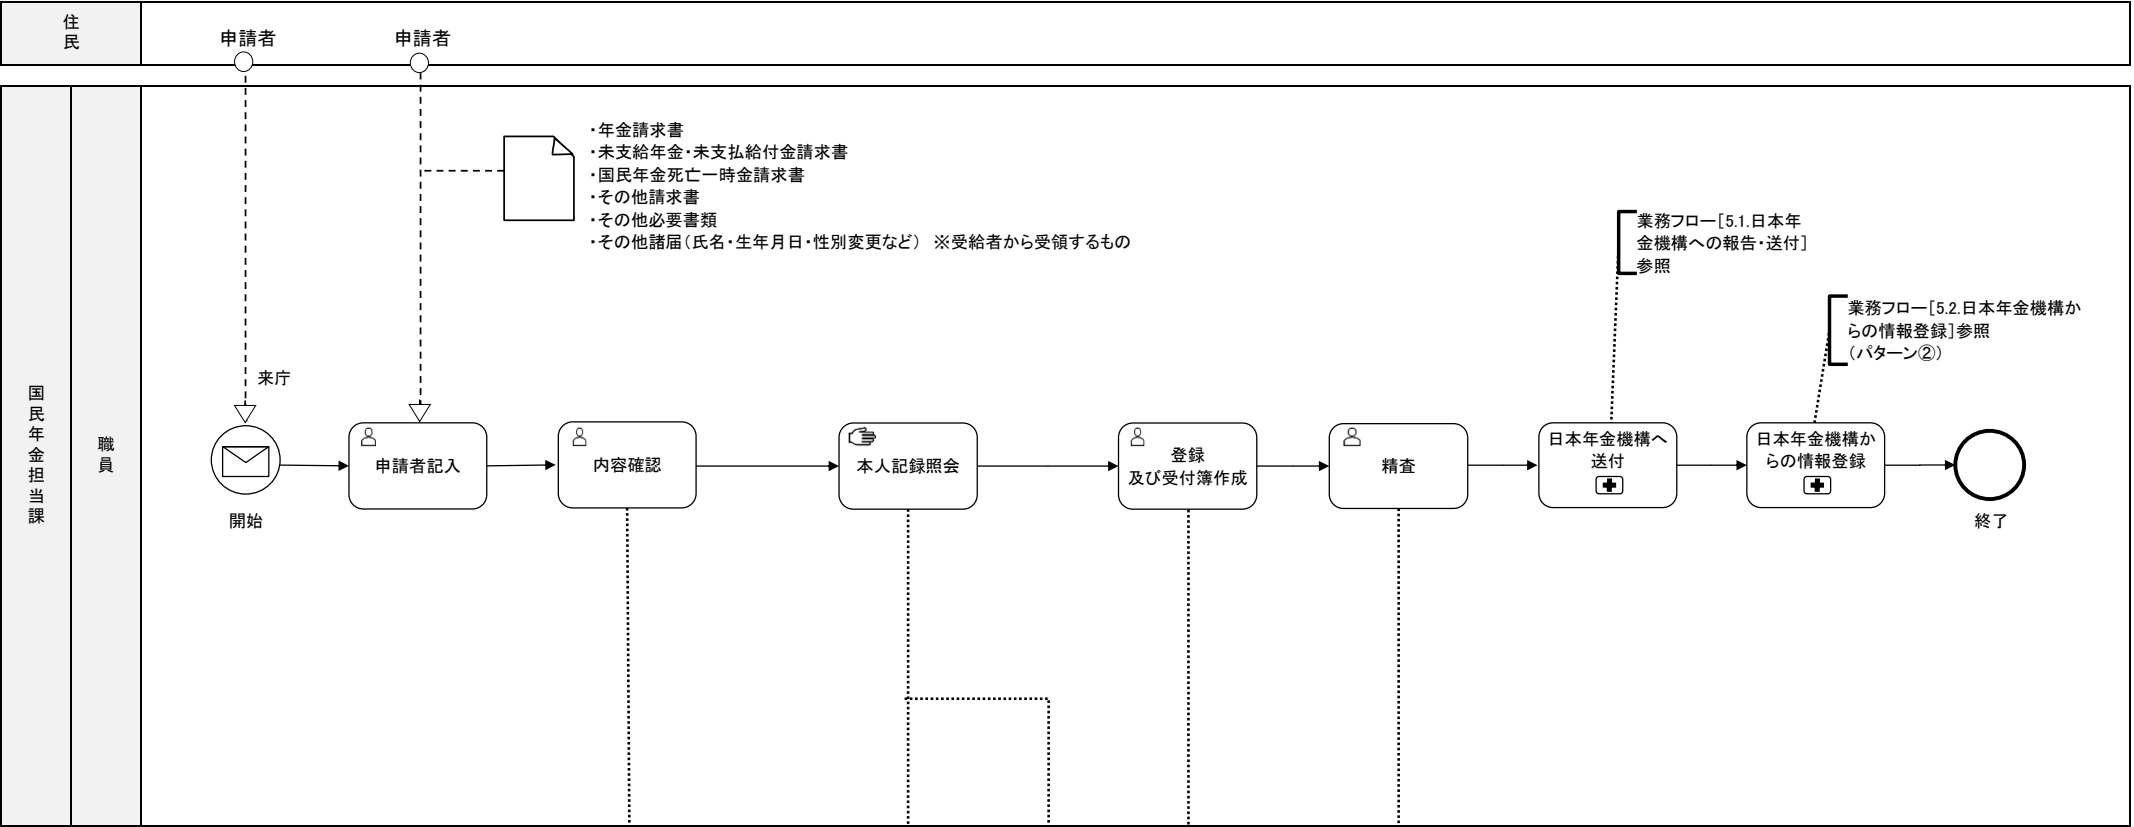 住民
申請者
申請者
国民年金担当課
職員
・年金請求書
・未支給年金・未支払給付金請求書
・国民年金死亡一時金請求書
・その他請求書
・その他必要書類
・その他諸届（氏名・生年月日・性別変更など）　※受給者から受領するもの
業務フロー［5.1.日本年
金機構への報告・送付］
参照
業務フロー［5.2.日本年金機構か
らの情報登録］参照
（パターン②）
来庁
開始
申請者記入
内容確認
本人記録照会
登録
及び受付簿作成
精査
日本年金機構へ
送付
日本年金機構か
らの情報登録
終了